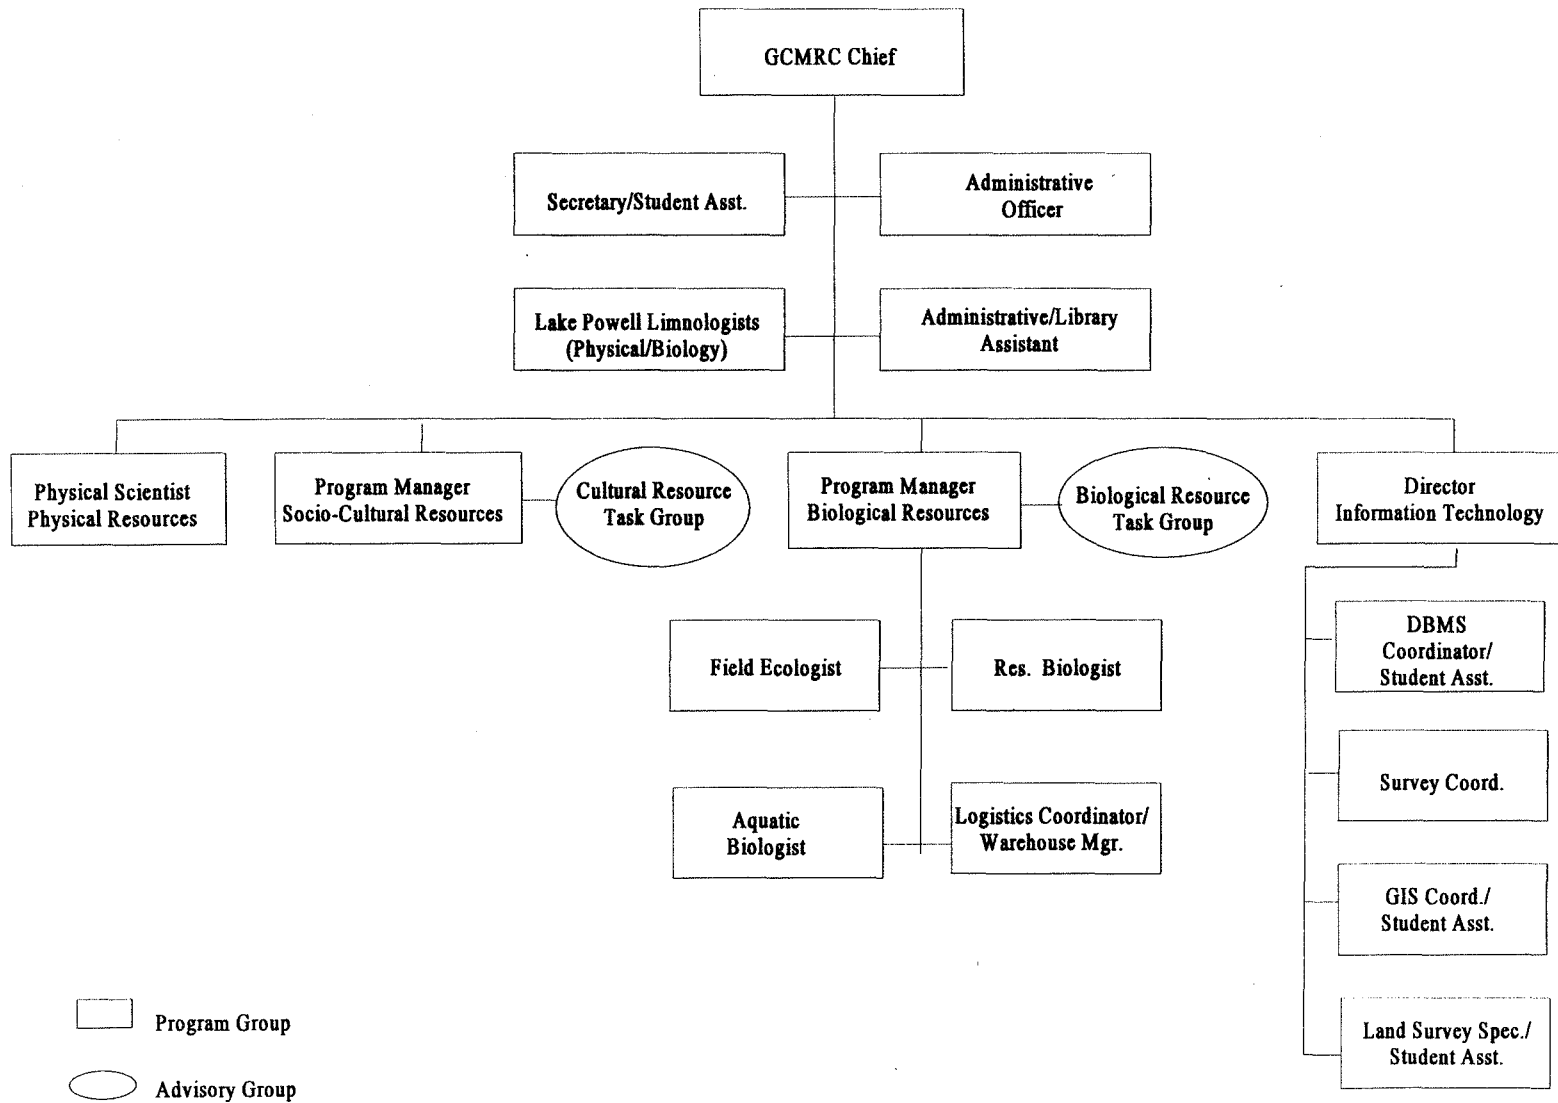 GCMRC Chief
Secretary/Student Asst.
Administrative
Officer
Lake Powell Limnologists
(Physical/Biology)
Administrative/Library
Assistant
Physical Scientist
Physical Resources
Program Manager
Socio-Cultural Resources
Cultural Resource
Task Group
Program Manager
Biological Resources
Biological Resource
Task Group
Director
Information Technology
Field Ecologist
Res. Biologist
Aquatic
Biologist
Logistics Coordinator/
Warehouse Mgr.
DBMS
Coordinator/
Student Asst.
Survey Coord.
GIS Coord./
Student Asst.
Land Survey Spec./
Student Asst.
Program Group
Advisory Group